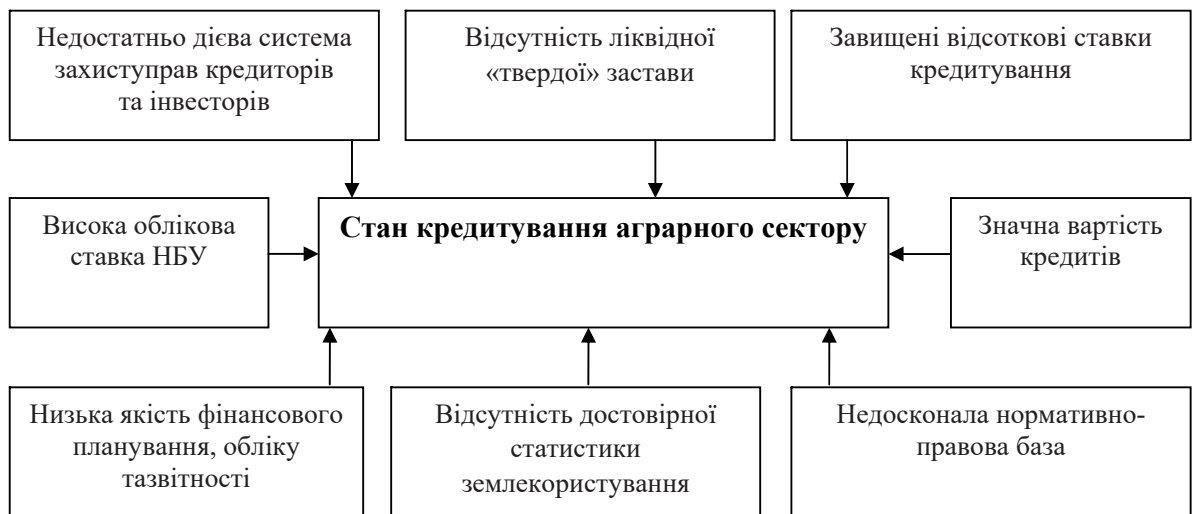 Недостатньо дієва система
захиступрав кредиторів
та інвесторів
Відсутність ліквідної
«твердої» застави
Завищені відсоткові ставки
кредитування
Висока облікова
ставка НБУ
Стан кредитування аграрного сектору
Значна вартість
кредитів
Низька якість фінансового
планування, обліку
тазвітності
Відсутність достовірної
статистики
землекористування
Недосконала нормативно-
правова база